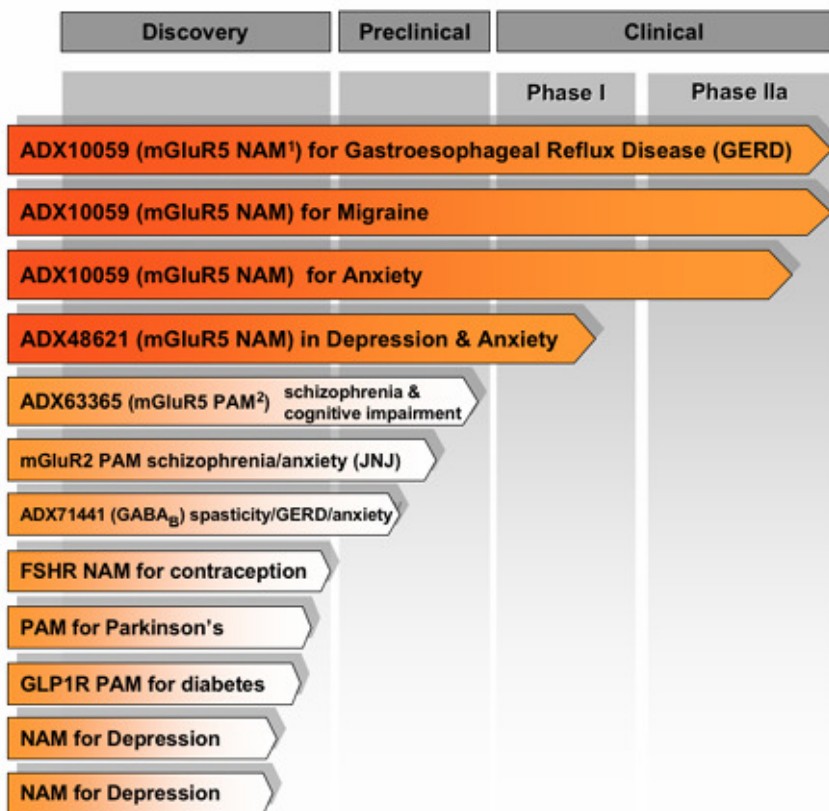 Discovery Preclinical Clinical
Phase I Phase IIa
ADX10059 (mGluR5 NAM¹) for Gastroesophageal Reflux Disease (GERD)
ADX10059 (mGluR5 NAM) for Migraine
ADX10059 (mGluR5 NAM) for Anxiety
ADX48621 (mGluR5 NAM) in Depression & Anxiety
ADX63365 (mGluR5 PAM²) schizophrenia &
cognitive impairment
mGluR2 PAM schizophrenia/anxiety (JNJ)
ADX71441 (GABA_B) spasticity/GERD/anxiety
FSHR NAM for contraception
PAM for Parkinson's
GLP1R PAM for diabetes
NAM for Depression
NAM for Depression